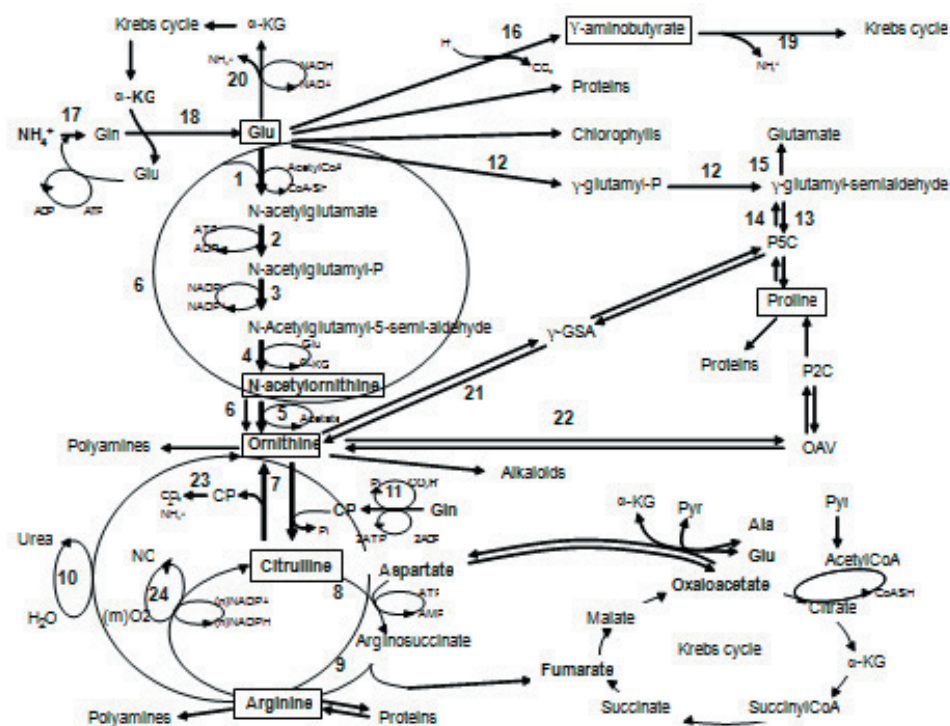 Krebs cycle
α-KG
16
Y-aminobutyrate
19
Krebs cycle
H⁺
NH₄⁺
20
NADH
NAD+
NH₄⁺
α-KG
Proteins
17
18
NH₄⁺
Gln
Glu
Chlorophylls
Glutamate
12
12
15
Glu
1
AcetylCoA
CoA-SH
γ-glutamyl-P
γ-glutamyl-semialdehyde
ADP
ATP
N-acetylglutamate
14
13
ATP
ADP
2
P5C
6
N-acetylglutamyl-P
3
Proline
N-Acetylglutamyl-5-semi-aldehyde
γ-GSA
4
Glu
α-KG
Proteins
P2C
N-acetylornithine
21
6
5
Acetate
22
Polyamines
Ornithine
OAV
Alkaloids
23
7
CP
11
NH₄⁺
Pi
CP
Gln
2ATP
2ADP
α-KG
Pyr
Pyr
Ala
Urea
Glu
AcetylCoA
10
24
Citrulline
Aspartate
Oxaloacetate
CoASH
8
Citrate
H₂O
(m)O2
(n)NADP+
(n)NADPH
ATP
AMP
Malate
Arginosuccinate
Krebs cycle
α-KG
9
Fumarate
Succinate
SuccinylCoA
Arginine
Polyamines
Proteins